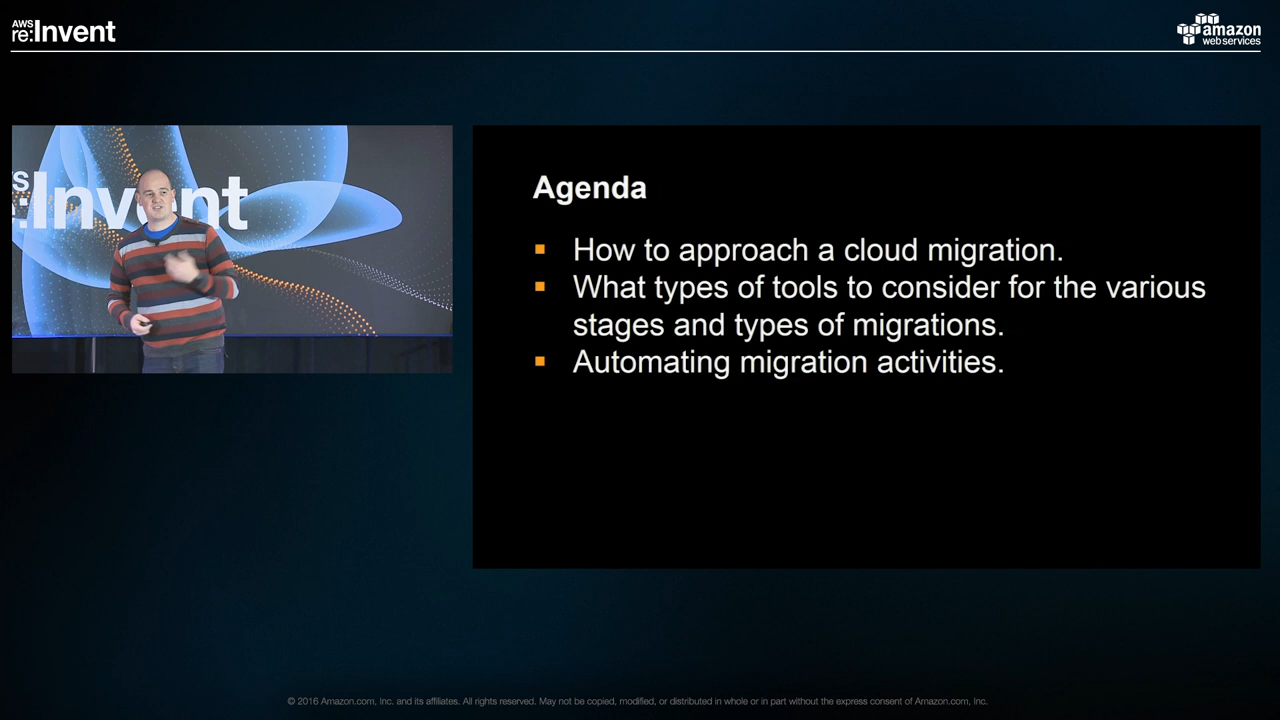 AWS
re:Invent
amazon
web services
S
e:Invent
Agenda
How to approach a cloud migration.
What types of tools to consider for the various
stages and types of migrations.
Automating migration activities.
© 2016 Amazon.com, Inc. and its affiliates. All rights reserved. May not be copied, modified, or distributed in whole or in part without the express consent of Amazon.com, Inc.